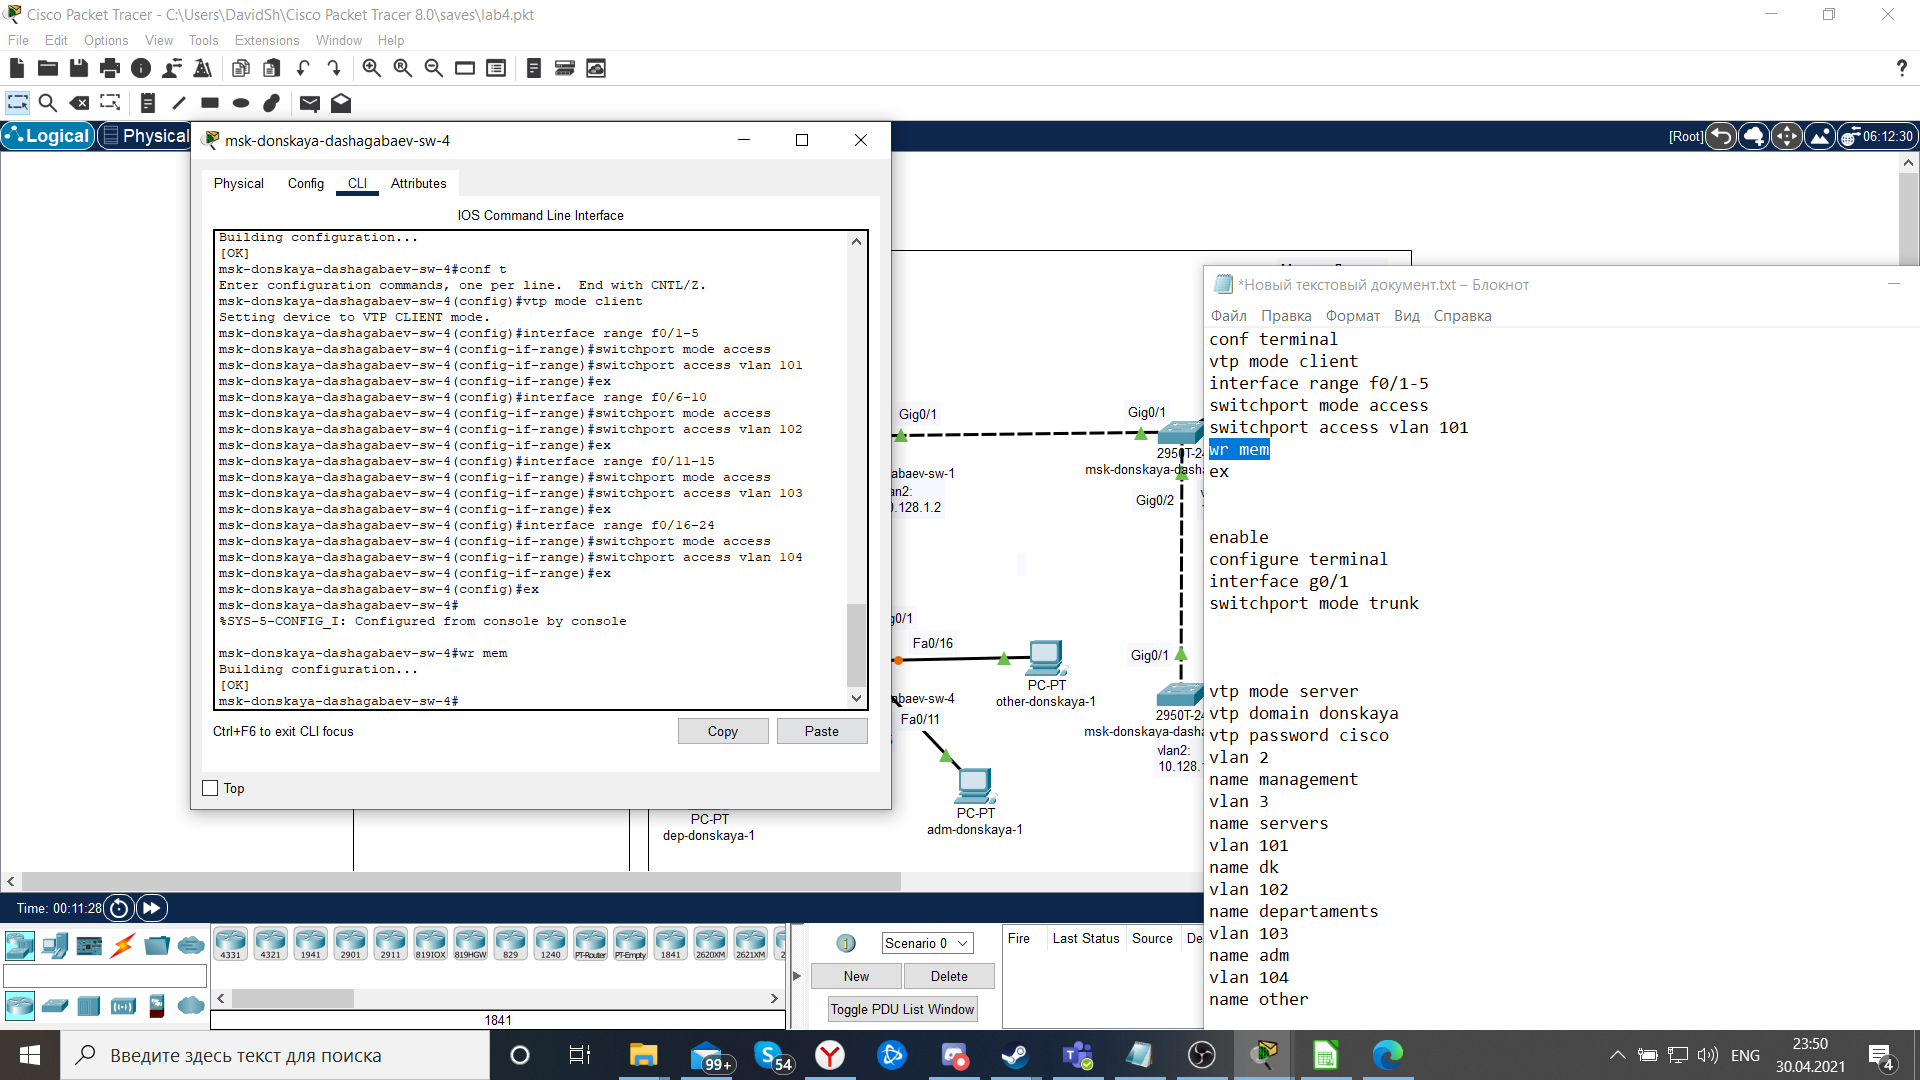 Cisco Packet Tracer - C:\Users\DavidSh\Cisco Packet Tracer 8.0\saves\lab4.pkt
File Edit Options View Tools Extensions Window Help
?
Logical Physical
[Root] 06:12:30
msk-donskaya-dashagabaev-sw-4
Physical Config CLI Attributes
IOS Command Line Interface
Building configuration...
[OK]
msk-donskaya-dashagabaev-sw-4#conf t
Enter configuration commands, one per line. End with CNTL/Z.
msk-donskaya-dashagabaev-sw-4(config)#vtp mode client
Setting device to VTP CLIENT mode.
msk-donskaya-dashagabaev-sw-4(config)#interface range f0/1-5
msk-donskaya-dashagabaev-sw-4(config-if-range)#switchport mode access
msk-donskaya-dashagabaev-sw-4(config-if-range)#switchport access vlan 101
msk-donskaya-dashagabaev-sw-4(config-if-range)#ex
msk-donskaya-dashagabaev-sw-4(config)#interface range f0/6-10
msk-donskaya-dashagabaev-sw-4(config-if-range)#switchport mode access
msk-donskaya-dashagabaev-sw-4(config-if-range)#switchport access vlan 102
msk-donskaya-dashagabaev-sw-4(config-if-range)#ex
msk-donskaya-dashagabaev-sw-4(config)#interface range f0/11-15
msk-donskaya-dashagabaev-sw-4(config-if-range)#switchport mode access
msk-donskaya-dashagabaev-sw-4(config-if-range)#switchport access vlan 103
msk-donskaya-dashagabaev-sw-4(config-if-range)#ex
msk-donskaya-dashagabaev-sw-4(config)#interface range f0/16-24
msk-donskaya-dashagabaev-sw-4(config-if-range)#switchport mode access
msk-donskaya-dashagabaev-sw-4(config-if-range)#switchport access vlan 104
msk-donskaya-dashagabaev-sw-4(config-if-range)#ex
msk-donskaya-dashagabaev-sw-4(config)#ex
msk-donskaya-dashagabaev-sw-4#
%SYS-5-CONFIG_I: Configured from console by console
msk-donskaya-dashagabaev-sw-4#wr mem
Building configuration...
[OK]
msk-donskaya-dashagabaev-sw-4#
Ctrl+F6 to exit CLI focus
Copy Paste
Top
Gig0/1
Gig0/1
2950T-24
abaev-sw-1
msk-donskaya-dasha
an2:
.128.1.2
Gig0/2
g0/1
Fa0/16
Gig0/1
PC-PT
other-donskaya-1
abaev-sw-4
Fa0/11
2950T-24
msk-donskaya-dasha
vlan2:
10.128.1
PC-PT
adm-donskaya-1
PC-PT
dep-donskaya-1
*Новый текстовый документ.txt – Блокнот
Файл Правка Формат Вид Справка
conf terminal
vtp mode client
interface range f0/1-5
switchport mode access
switchport access vlan 101
wr mem
ex
enable
configure terminal
interface g0/1
switchport mode trunk
vtp mode server
vtp domain donskaya
vtp password cisco
vlan 2
name management
vlan 3
name servers
vlan 101
name dk
vlan 102
name departaments
vlan 103
name adm
vlan 104
name other
Time: 00:11:28
4331 4321 1941 2901 2911 819IOX 819HGW 829 1240 PT-Router PT-Empty 1841 2620XM 2621XM 2
1841
Scenario 0
New Delete
Toggle PDU List Window
Fire Last Status Source De
Введите здесь текст для поиска
99+
54
ENG
23:50
30.04.2021
4